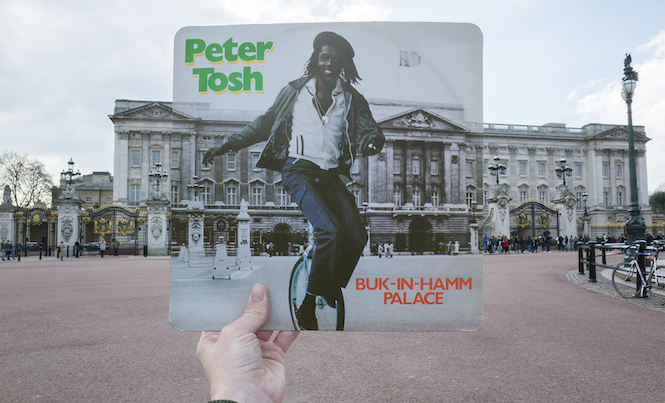 Peter
Tosh
BUK-IN-HAMM
PALACE